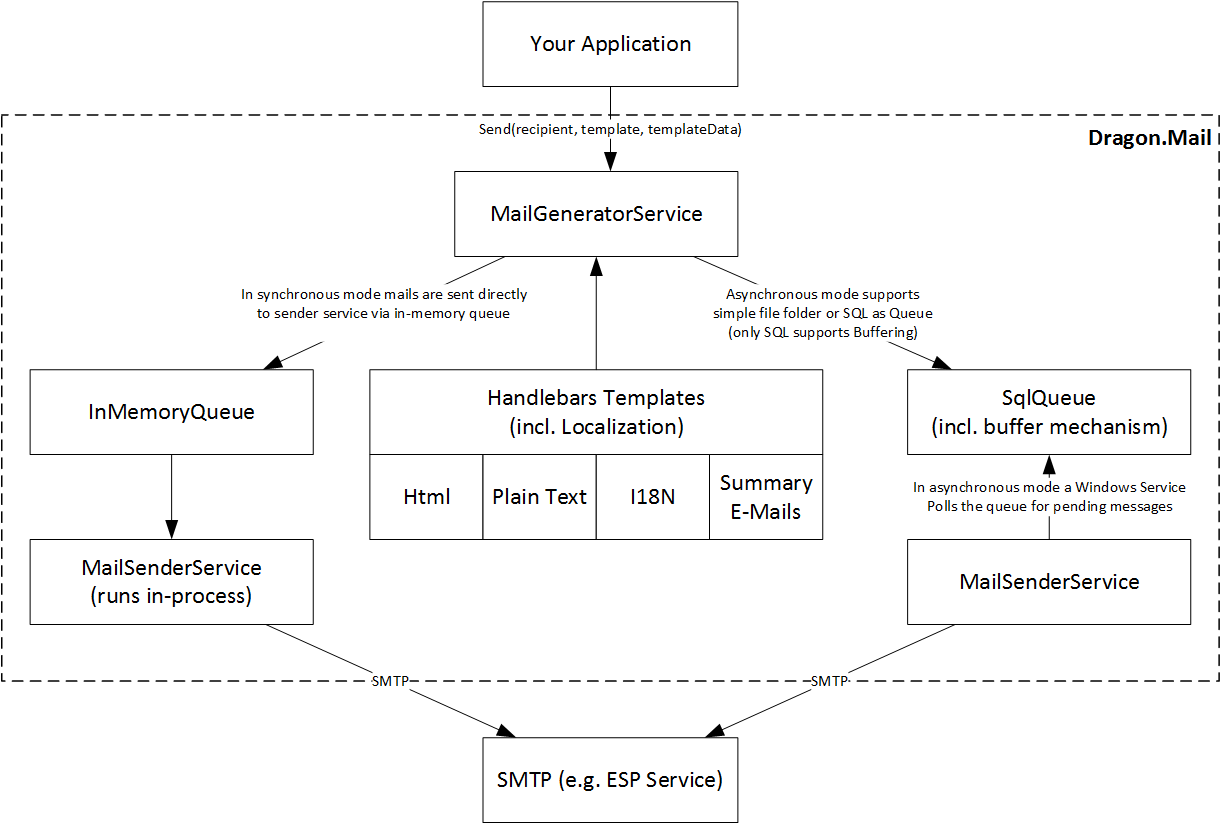 Your Application
Send(recipient, template, templateData)
Dragon.Mail
MailGeneratorService
In synchronous mode mails are sent directly
to sender service via in-memory queue
Asynchronous mode supports
simple file folder or SQL as Queue
(only SQL supports Buffering)
InMemoryQueue
Handlebars Templates
(incl. Localization)
SqlQueue
(incl. buffer mechanism)
Html
Plain Text
I18N
Summary
E-Mails
In asynchronous mode a Windows Service
Polls the queue for pending messages
MailSenderService
(runs in-process)
MailSenderService
SMTP
SMTP
SMTP (e.g. ESP Service)